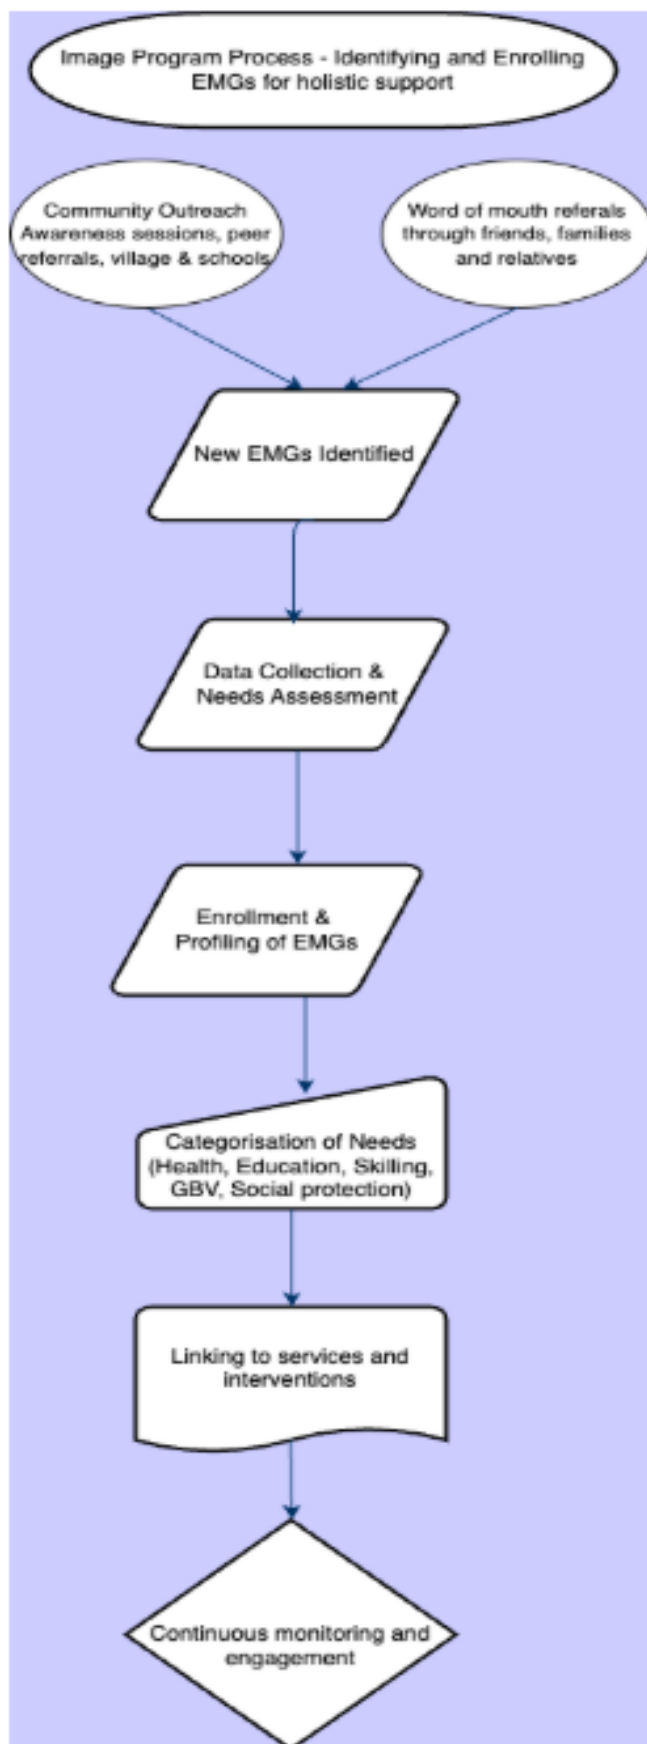 Image Program Process - Identifying and Enrolling
EMGs for holistic support
Community Outreach
Awareness sessions, peer
referrals, village & schools
Word of mouth referals
through friends, families
and relatives
New EMGs Identified
Data Collection &
Needs Assessment
Enrollment &
Profiling of EMGs
Categorisation of Needs
(Health, Education, Skilling,
GBV, Social protection)
Linking to services and
interventions
Continuous monitoring and
engagement